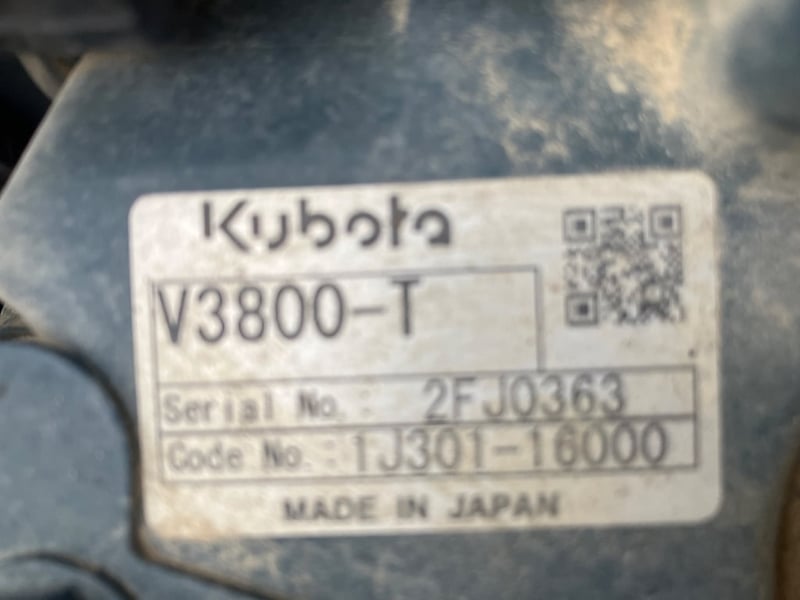 Kubota
V3800-T
Serial No.: 2FJ0363
Code No.: 1J301-16000
MADE IN JAPAN